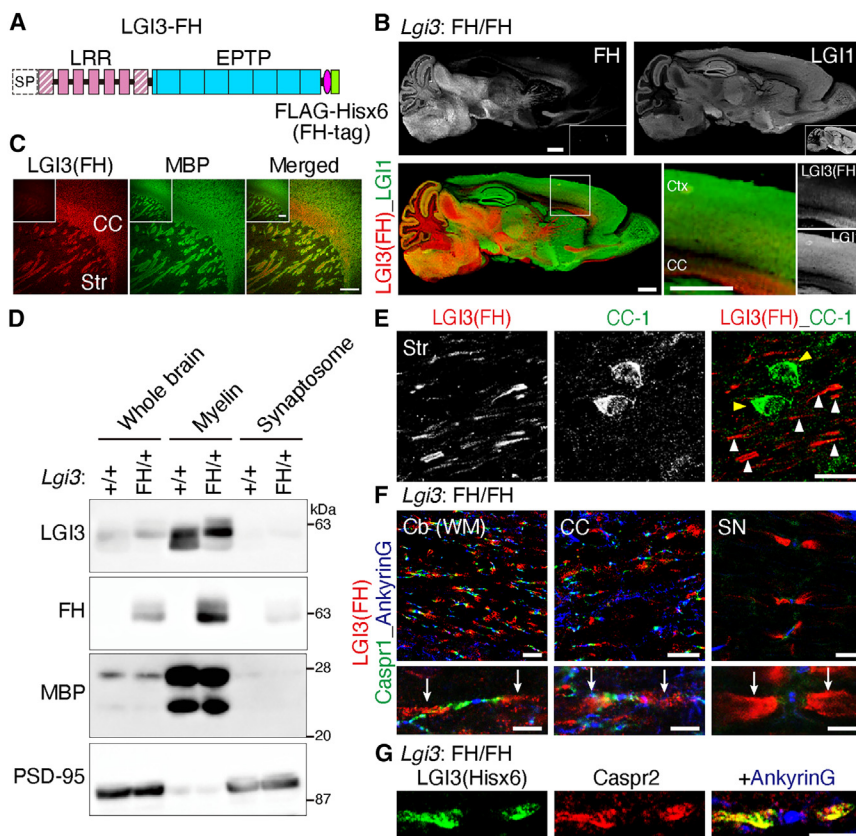 A
LGI3-FH
LRR
EPTP
SP
FLAG-Hisx6
(FH-tag)
B
Lgi3: FH/FH
FH
LGI1
LGI3(FH)_LGI1
Ctx
CC
LGI3(FH)
LGI
C
LGI3(FH)
MBP
Merged
CC
Str
D
Whole brain
Myelin
Synaptosome
Lgi3:
+/+
FH/+
+/+
FH/+
+/+
FH/+
kDa
LGI3
63
FH
63
MBP
28
20
PSD-95
87
E
LGI3(FH)
CC-1
LGI3(FH)_CC-1
Str
F
Lgi3: FH/FH
LGI3(FH)
Caspr1_AnkyrinG
Cb (WM)
CC
SN
G
Lgi3: FH/FH
LGI3(Hisx6)
Caspr2
+AnkyrinG